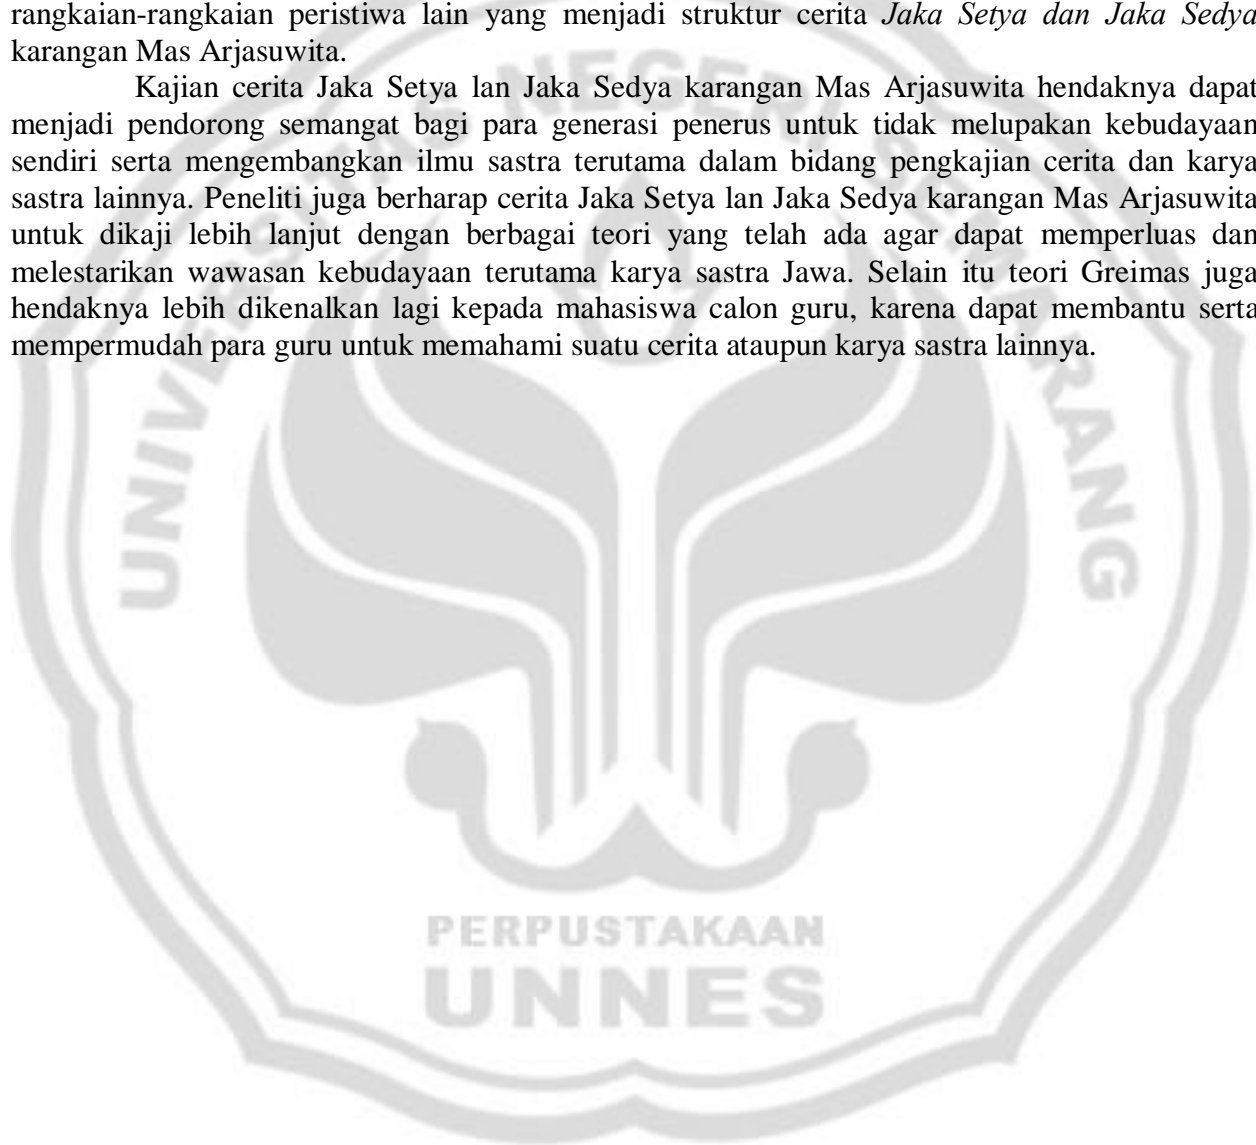 rangkaian-rangkaian peristiwa lain yang menjadi struktur cerita Jaka Setya dan Jaka Sedya
karangan Mas Arjasuwita.
Kajian cerita Jaka Setya lan Jaka Sedya karangan Mas Arjasuwita hendaknya dapat
menjadi pendorong semangat bagi para generasi penerus untuk tidak melupakan kebudayaan
sendiri serta mengembangkan ilmu sastra terutama dalam bidang pengkajian cerita dan karya
sastra lainnya. Peneliti juga berharap cerita Jaka Setya lan Jaka Sedya karangan Mas Arjasuwita
untuk dikaji lebih lanjut dengan berbagai teori yang telah ada agar dapat memperluas dan
melestarikan wawasan kebudayaan terutama karya sastra Jawa. Selain itu teori Greimas juga
hendaknya lebih dikenalkan lagi kepada mahasiswa calon guru, karena dapat membantu serta
mempermudah para guru untuk memahami suatu cerita ataupun karya sastra lainnya.
UNIVERSITAS NEGERI SEMARANG
PERPUSTAKAAN
UNNES